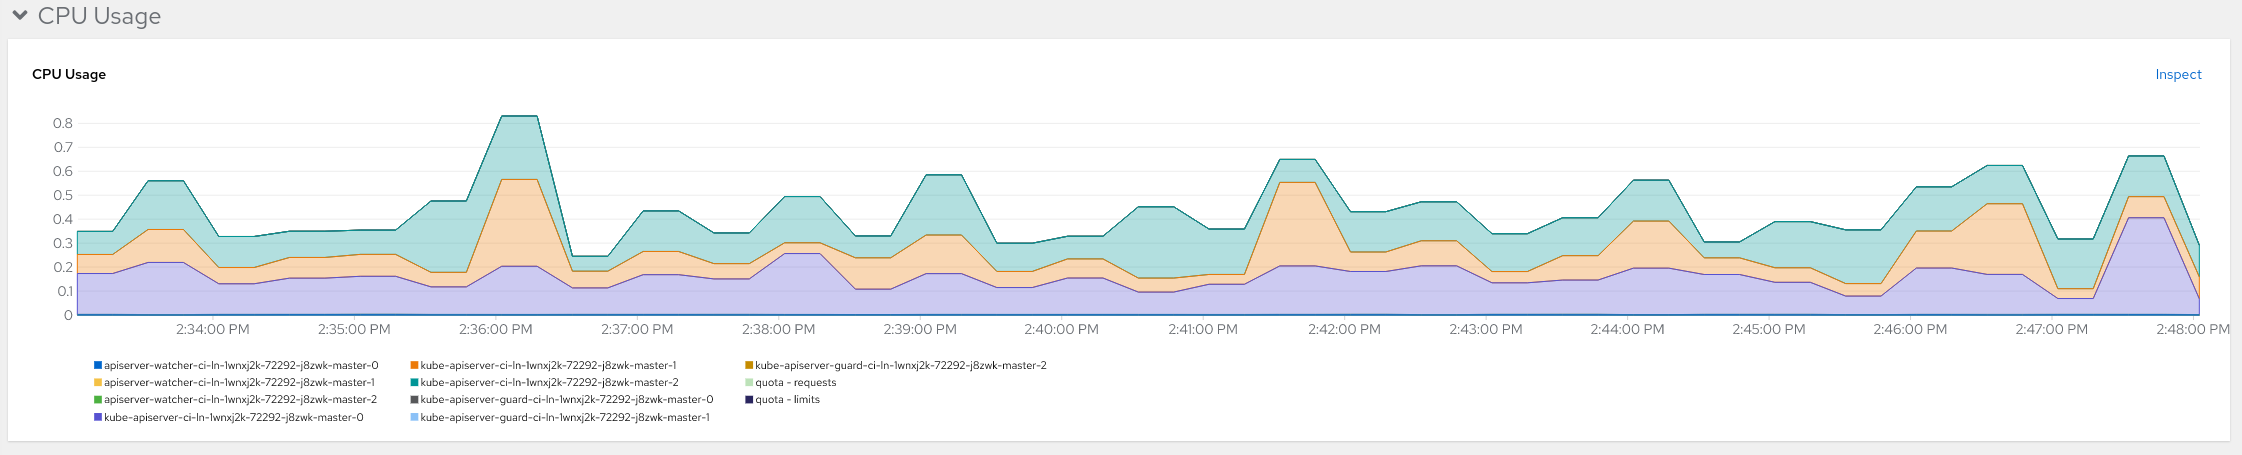 CPU Usage
CPU Usage
Inspect
0.8
0.7
0.6
0.5
0.4
0.3
0.2
0.1
0
2:34:00 PM 2:35:00 PM 2:36:00 PM 2:37:00 PM 2:38:00 PM 2:39:00 PM 2:40:00 PM 2:41:00 PM 2:42:00 PM 2:43:00 PM 2:44:00 PM 2:45:00 PM 2:46:00 PM 2:47:00 PM 2:48:00 PM
apiserver-watcher-ci-ln-1wnxj2k-72292-j8zwk-master-0 kube-apiserver-ci-ln-1wnxj2k-72292-j8zwk-master-1 kube-apiserver-guard-ci-ln-1wnxj2k-72292-j8zwk-master-2
apiserver-watcher-ci-ln-1wnxj2k-72292-j8zwk-master-1 kube-apiserver-ci-ln-1wnxj2k-72292-j8zwk-master-2 quota - requests
apiserver-watcher-ci-ln-1wnxj2k-72292-j8zwk-master-2 kube-apiserver-guard-ci-ln-1wnxj2k-72292-j8zwk-master-0 quota - limits
kube-apiserver-ci-ln-1wnxj2k-72292-j8zwk-master-0 kube-apiserver-guard-ci-ln-1wnxj2k-72292-j8zwk-master-1